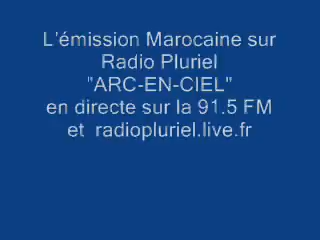 L'émission Marocaine sur
Radio Pluriel
"ARC-EN-CIEL"
en directe sur la 91.5 FM
et radiopluriel.live.fr